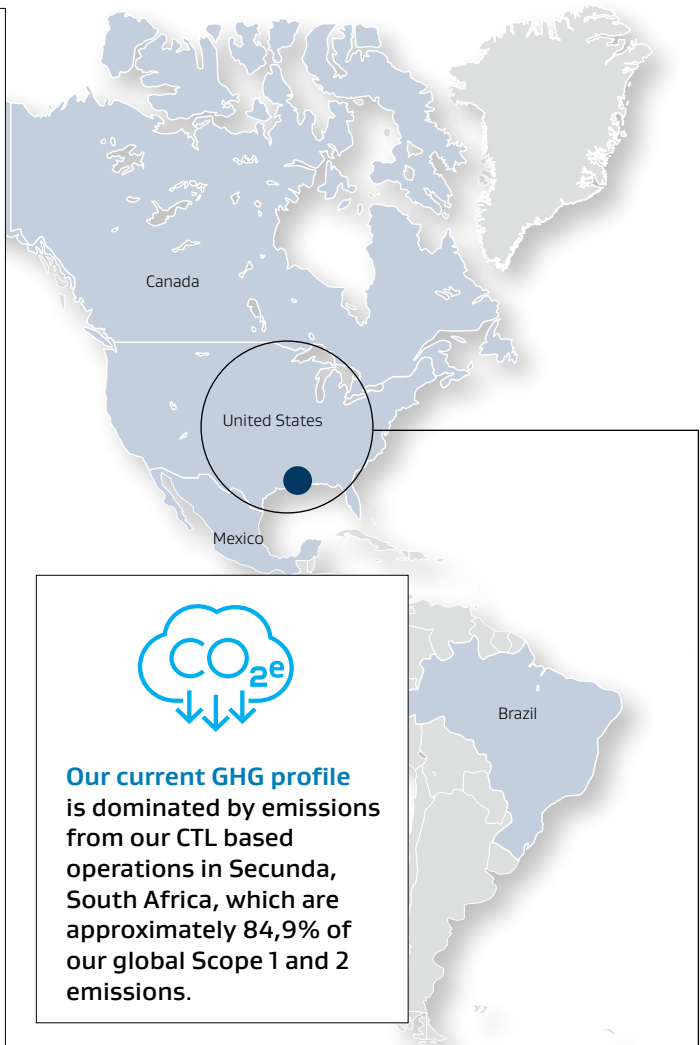 Canada
United States
Mexico
Brazil
CO2e
Our current GHG profile
is dominated by emissions
from our CTL based
operations in Secunda,
South Africa, which are
approximately 84,9% of
our global Scope 1 and 2
emissions.